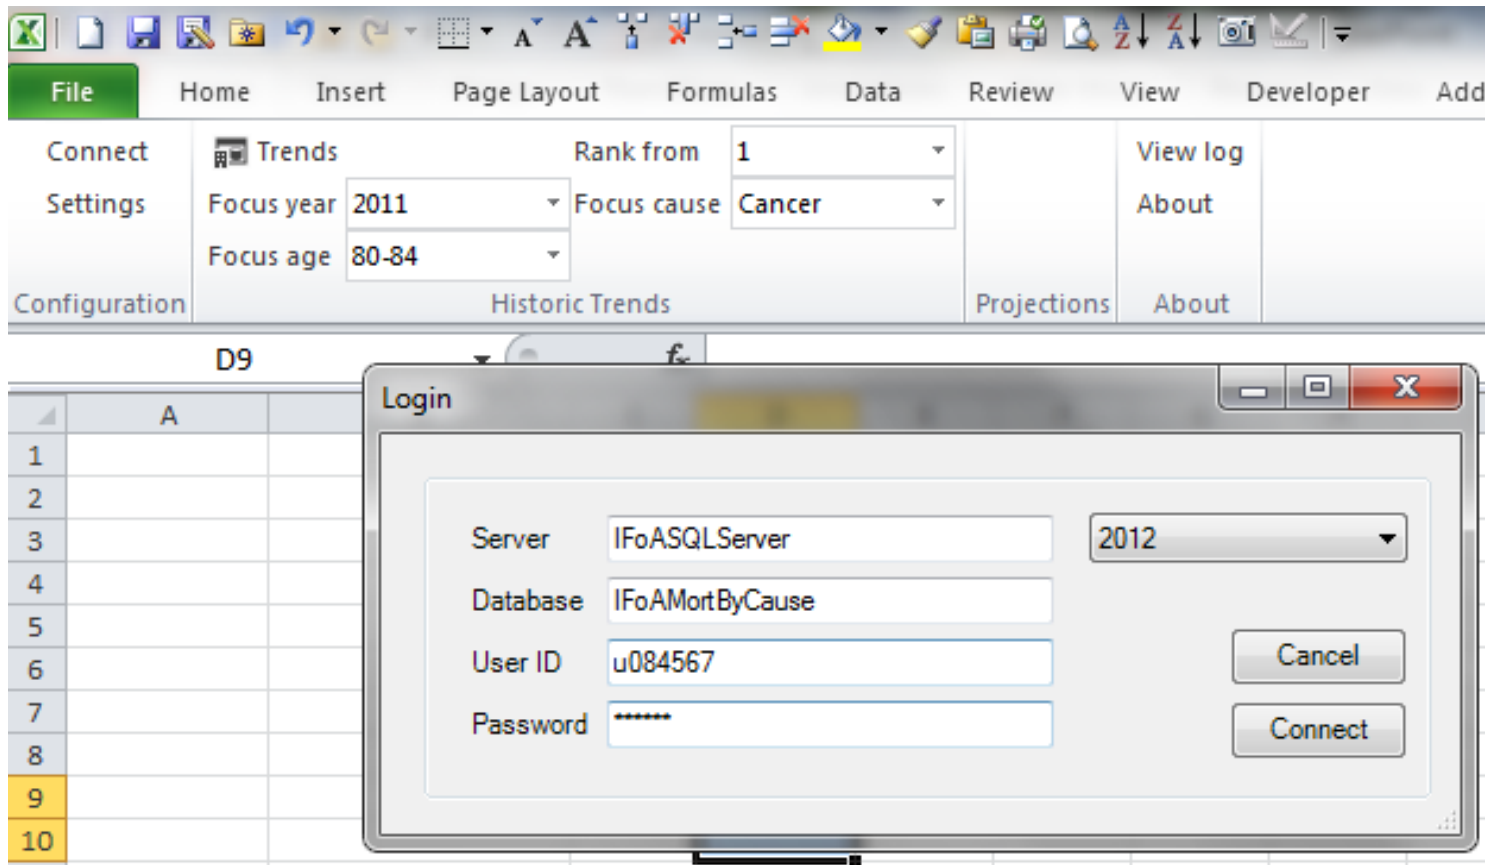 File Home Insert Page Layout Formulas Data Review View Developer Add
Connect Trends Rank from 1 View log
Settings Focus year 2011 Focus cause Cancer About
Focus age 80-84
Configuration Historic Trends Projections About
D9 fx
Login
A
1
2
3
4
5
6
7
8
9
10
Server IFoASQLServer 2012
Database IFoAMortByCause
User ID u084567
Cancel
Password ******
Connect